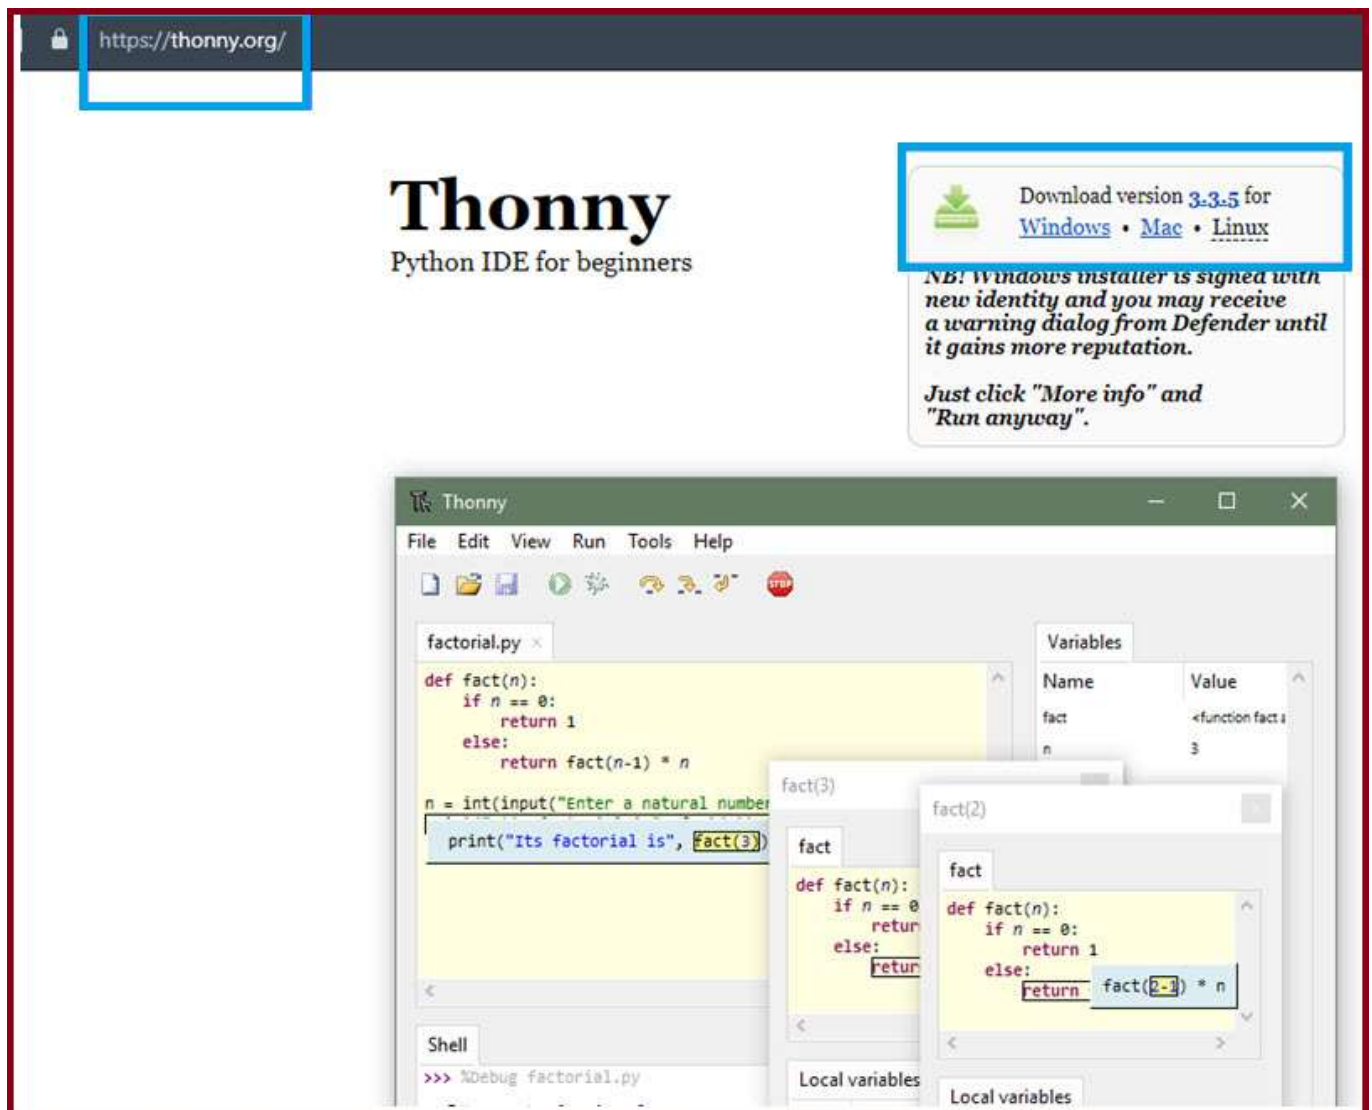 https://thonny.org/
Thonny
Python IDE for beginners
Download version 3.3.5 for
Windows • Mac • Linux
NB! Windows installer is signed with
new identity and you may receive
a warning dialog from Defender until
it gains more reputation.
Just click "More info" and
"Run anyway".
Thonny
File Edit View Run Tools Help
STOP
factorial.py
def fact(n):
if n == 0:
return 1
else:
return fact(n-1) * n
n = int(input("Enter a natural number
print("Its factorial is", fact(3))
Variables
Name Value
fact <function fact
n 3
fact(3)
fact
def fact(n):
if n == 0
retur
else:
retur
Local variables
fact(2)
fact
def fact(n):
if n == 0:
return 1
else:
return fact(2-1) * n
Local variables
Shell
>>> %Debug factorial.py